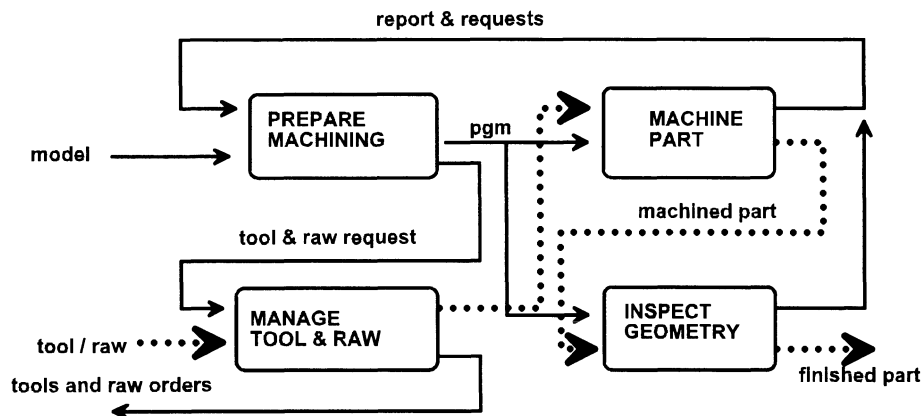 report & requests
PREPARE
MACHINING
MACHINE
PART
pgm
model
machined part
tool & raw request
MANAGE
TOOL & RAW
INSPECT
GEOMETRY
tool / raw
finished part
tools and raw orders